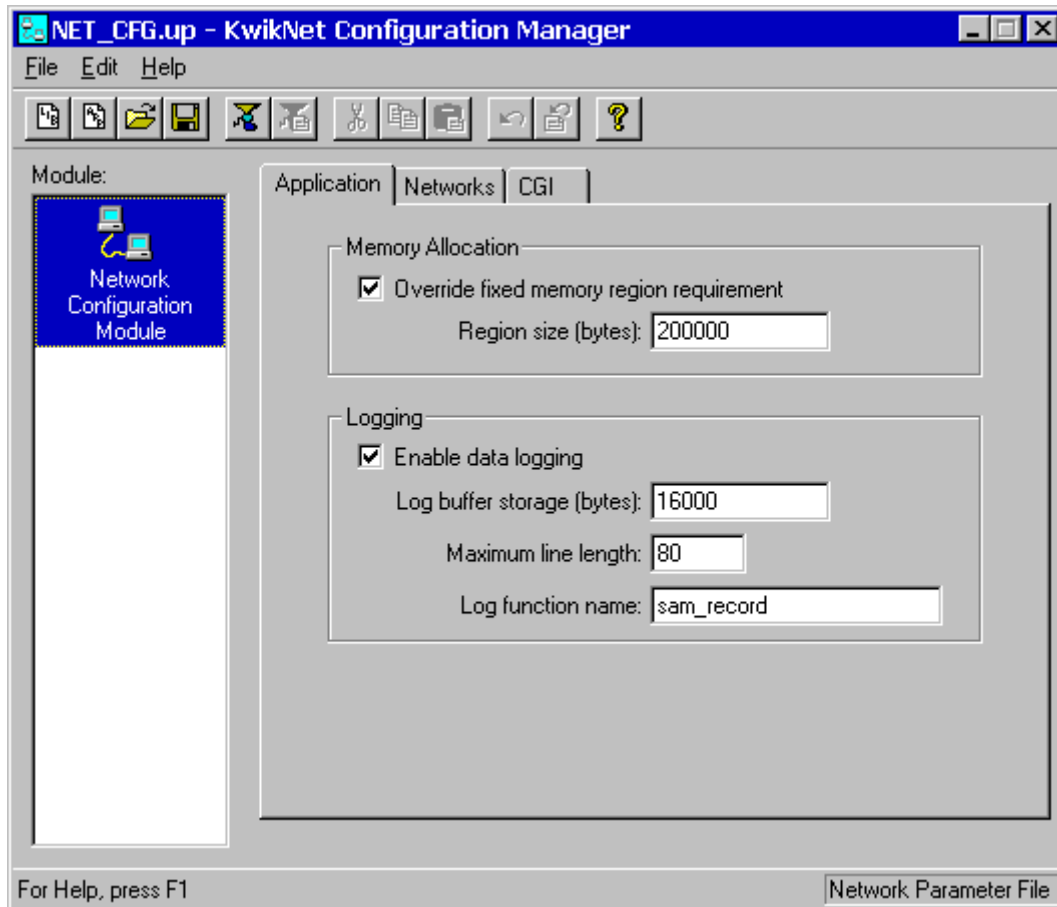 NET_CFG.up - KwikNet Configuration Manager
File Edit Help
Module:
Network
Configuration
Module
Application Networks CGI
Memory Allocation
Override fixed memory region requirement
Region size (bytes): 200000
Logging
Enable data logging
Log buffer storage (bytes): 16000
Maximum line length: 80
Log function name: sam_record
For Help, press F1
Network Parameter File